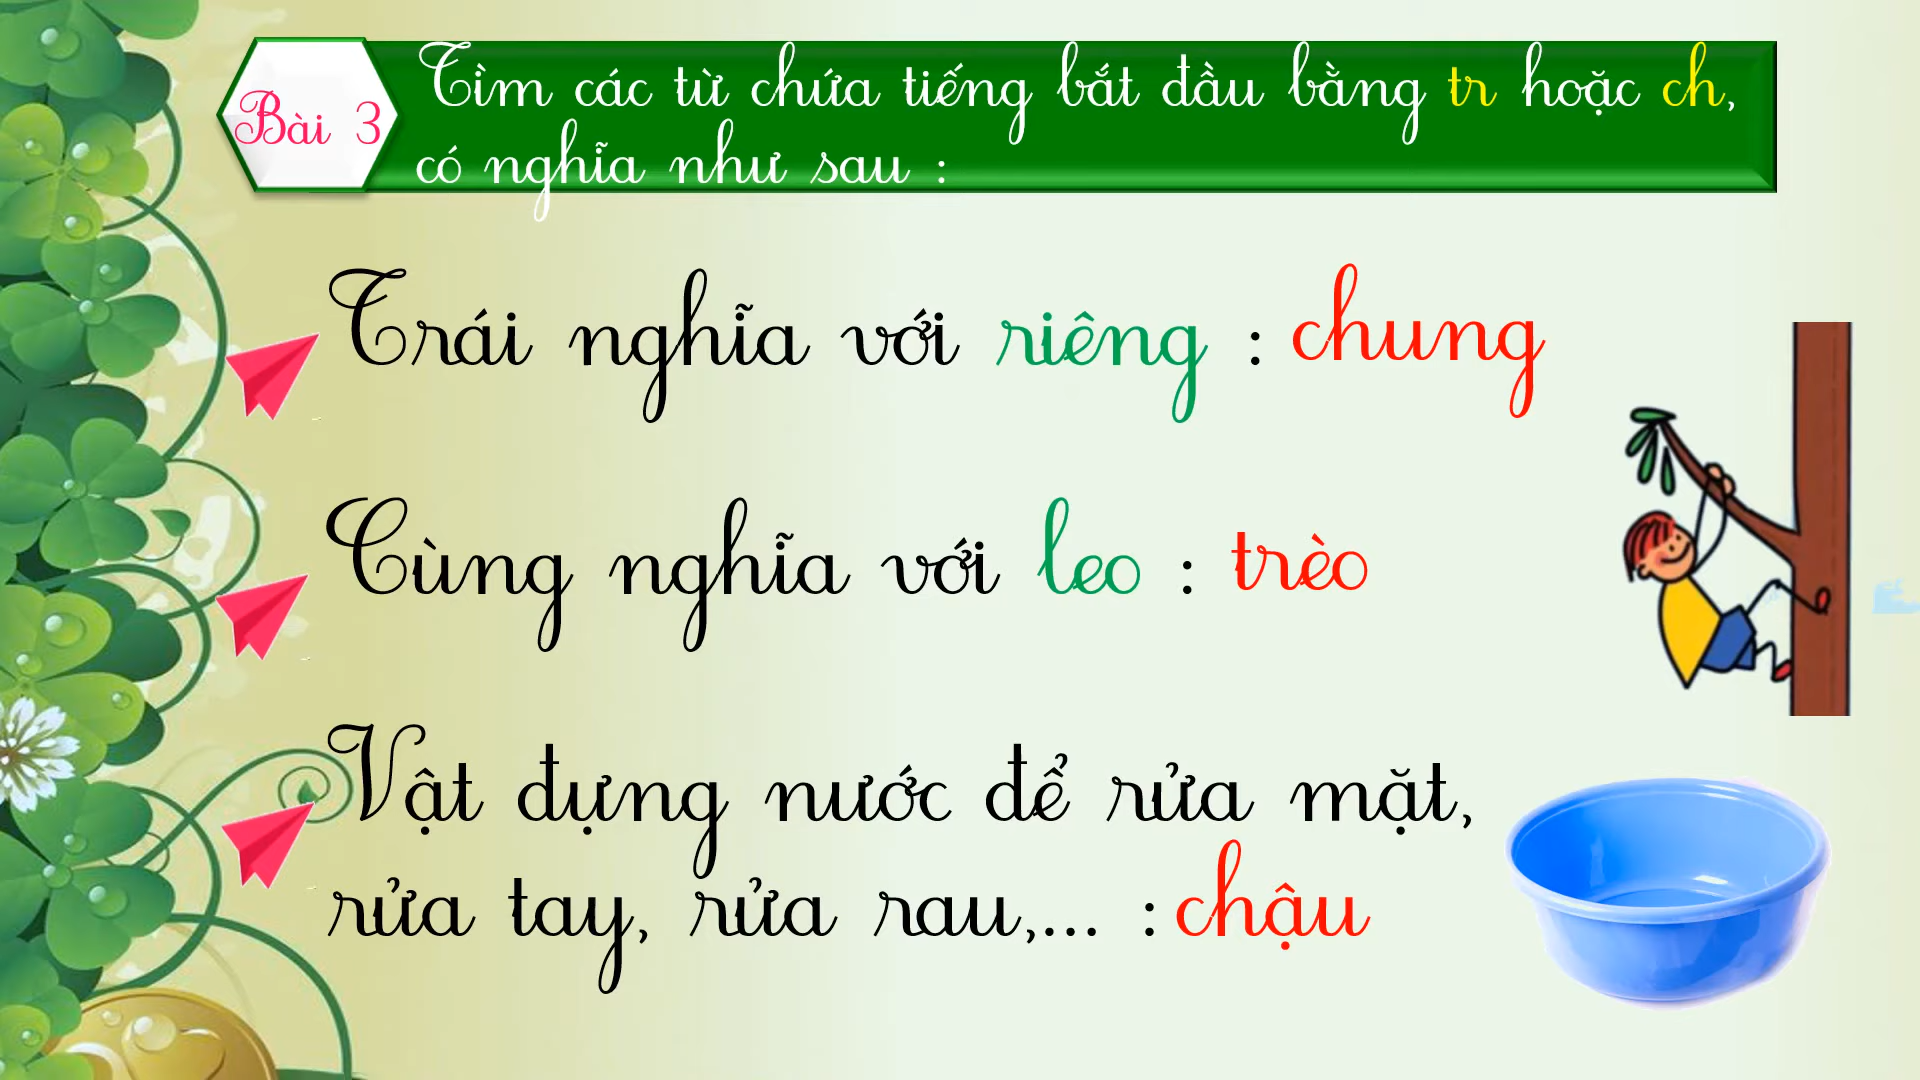 Bài 3
Tìm các từ chứa tiếng bắt đầu bằng tr hoặc ch,
có nghĩa như sau :
Trái nghĩa với riêng : chung
Cùng nghĩa với leo : trèo
Vật đựng nước để rửa mặt,
rửa tay, rửa rau,... : chậu